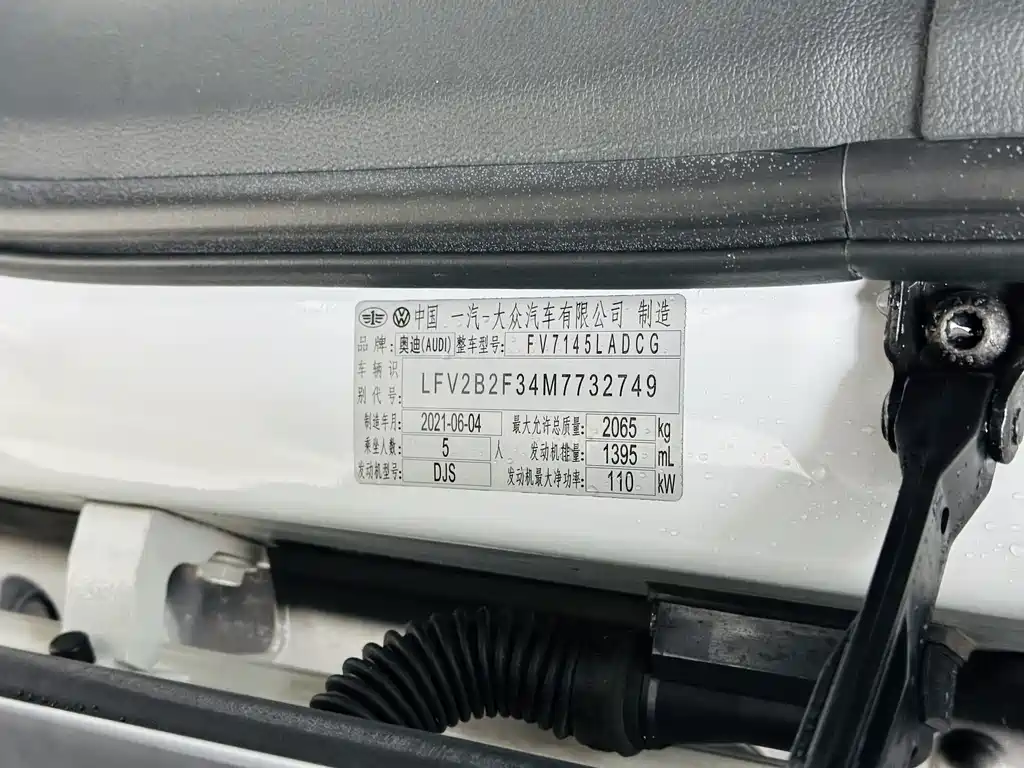 中国 一汽-大众汽车有限公司 制造
品牌: 奥迪(AUDI) 整车型号: FV7145LADCG
车辆识别代号: LFV2B2F34M7732749
制造年月: 2021-06-04 最大允许总质量: 2065 kg
乘坐人数: 5 人 发动机排量: 1395 mL
发动机型号: DJS 发动机最大净功率: 110 kW